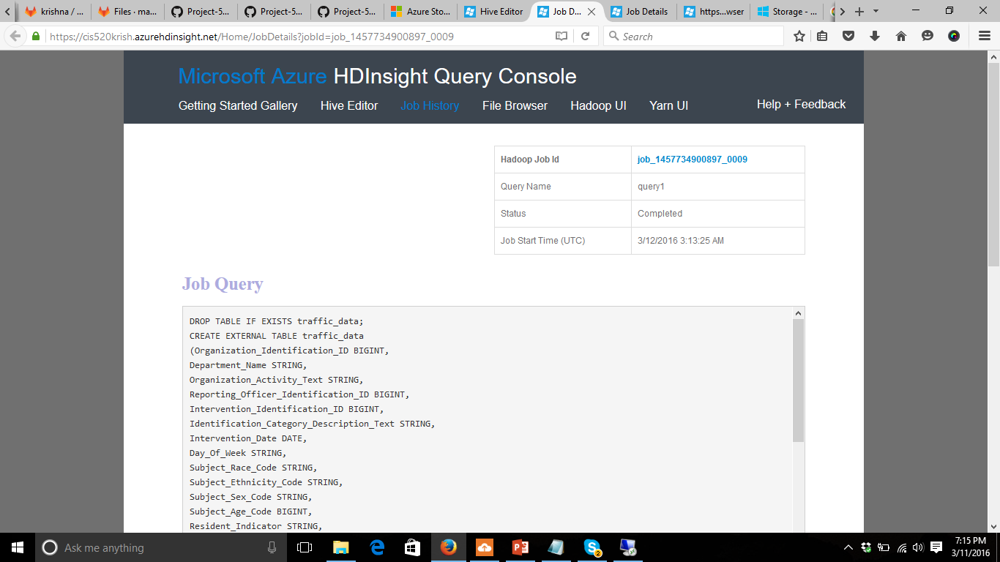 krishna / ...
Files · ma...
Project-5...
Project-5...
Project-5...
Azure Sto...
Hive Editor
Job D...
Job Details
https...wser
Storage - ...
https://cis520krish.azurehdinsight.net/Home/JobDetails?jobId=job_1457734900897_0009
Search
Microsoft Azure HDInsight Query Console
Getting Started Gallery
Hive Editor
Job History
File Browser
Hadoop UI
Yarn UI
Help + Feedback
Hadoop Job Id job_1457734900897_0009
Query Name query1
Status Completed
Job Start Time (UTC) 3/12/2016 3:13:25 AM
Job Query
DROP TABLE IF EXISTS traffic_data;
CREATE EXTERNAL TABLE traffic_data
(Organization_Identification_ID BIGINT,
Department_Name STRING,
Organization_Activity_Text STRING,
Reporting_Officer_Identification_ID BIGINT,
Intervention_Identification_ID BIGINT,
Identification_Category_Description_Text STRING,
Intervention_Date DATE,
Day_Of_Week STRING,
Subject_Race_Code STRING,
Subject_Ethnicity_Code STRING,
Subject_Sex_Code STRING,
Subject_Age_Code BIGINT,
Resident_Indicator STRING,
Ask me anything
2
7:15 PM
3/11/2016